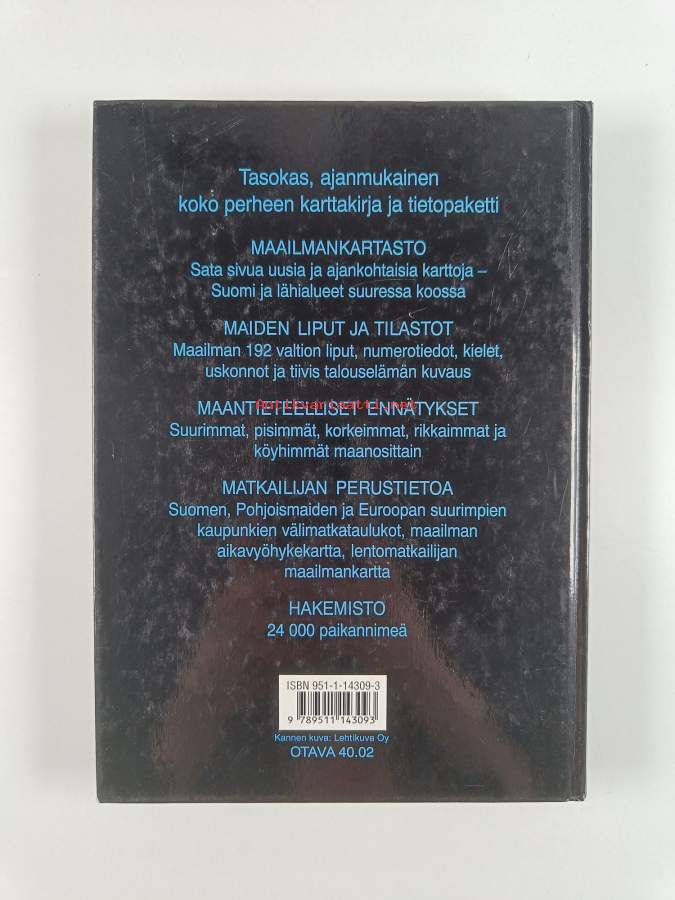 Tasokas, ajanmukainen
koko perheen karttakirja ja tietopaketti
MAAILMANKARTASTO
Sata sivua uusia ja ajankohtaisia karttoja –
Suomi ja lähialueet suuressa koossa
MAIDEN LIPUT JA TILASTOT
Maailman 192 valtion liput, numerotiedot, kielet,
uskonnot ja tiivis talouselämän kuvaus
Antikvariaatti.net
MAANTIETEELLISET ENNÄTYKSET
Suurimmat, pisimmät, korkeimmat, rikkaimmat ja
köyhimmät maanosittain
MATKAILIJAN PERUSTIETOA
Suomen, Pohjoismaiden ja Euroopan suurimpien
kaupunkien välimatkataulukot, maailman
aikavyöhykekartta, lentomatkailijan
maailmankartta
HAKEMISTO
24 000 paikannimeä
ISBN 951-1-14309-3
9 789511 143093
Kannen kuva: Lehtikuva Oy
OTAVA 40.02